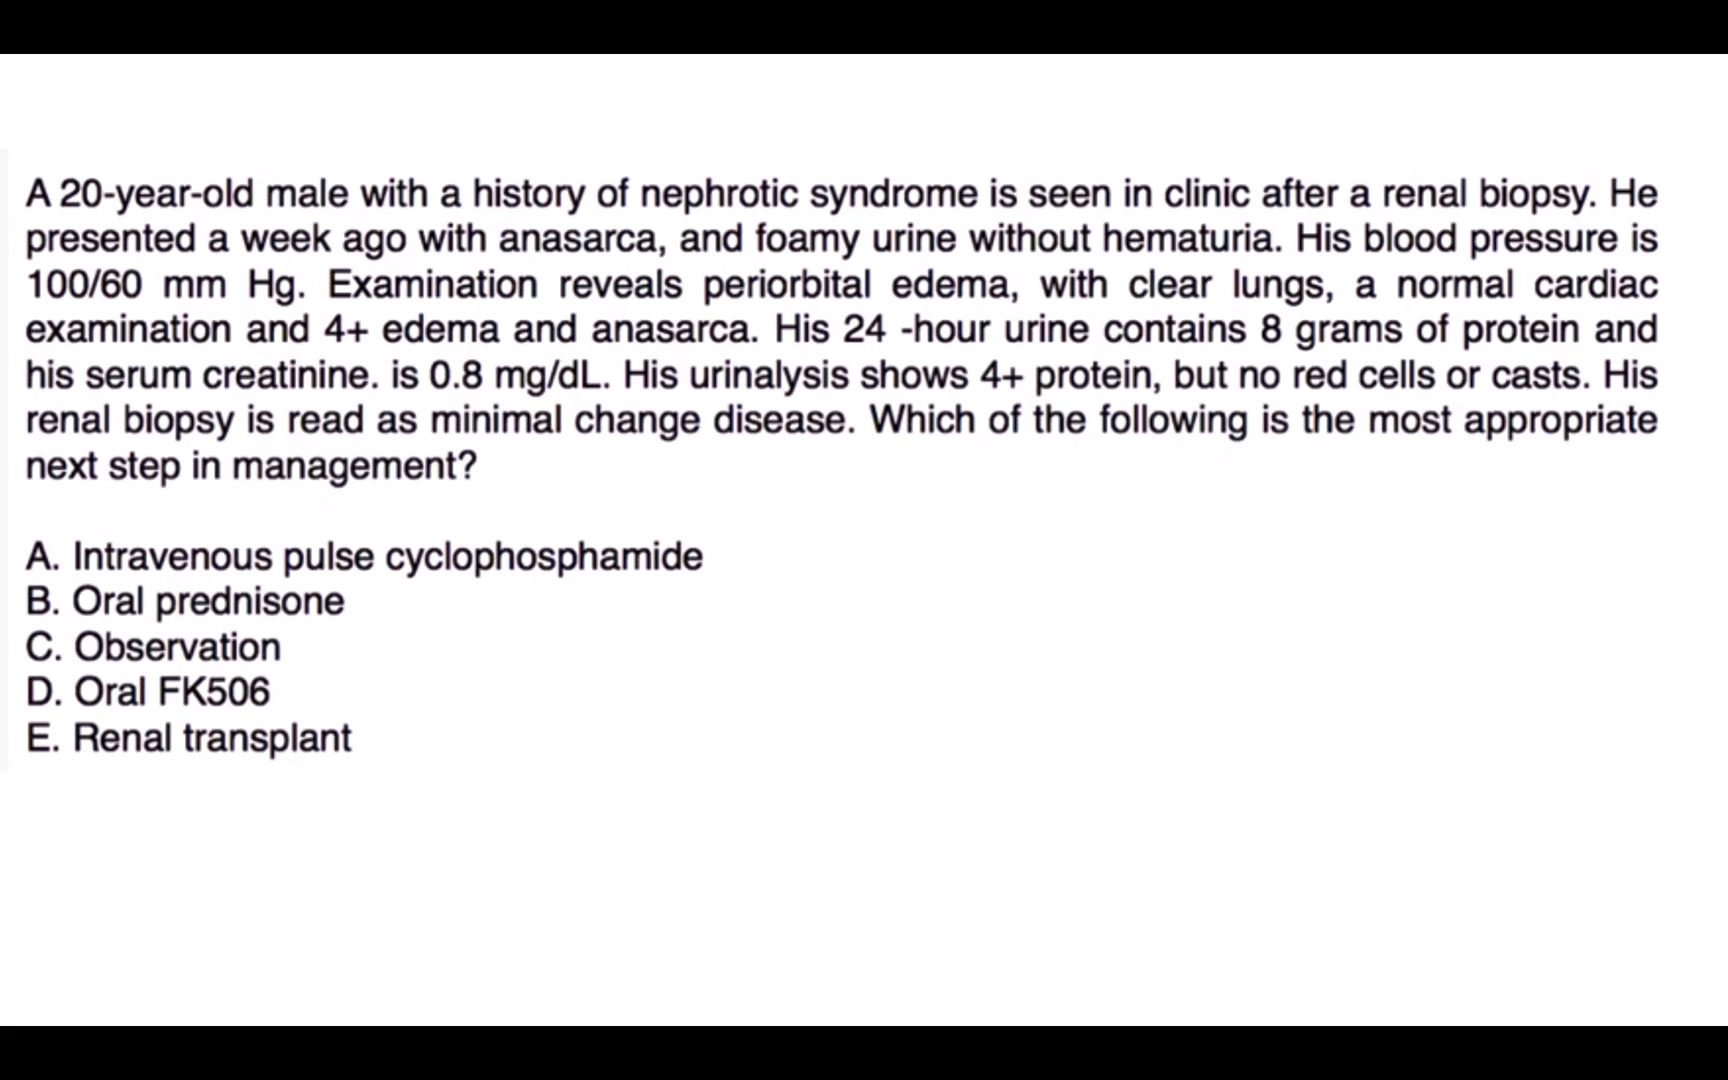 A 20-year-old male with a history of nephrotic syndrome is seen in clinic after a renal biopsy. He
presented a week ago with anasarca, and foamy urine without hematuria. His blood pressure is
100/60 mm Hg. Examination reveals periorbital edema, with clear lungs, a normal cardiac
examination and 4+ edema and anasarca. His 24 -hour urine contains 8 grams of protein and
his serum creatinine. is 0.8 mg/dL. His urinalysis shows 4+ protein, but no red cells or casts. His
renal biopsy is read as minimal change disease. Which of the following is the most appropriate
next step in management?
A. Intravenous pulse cyclophosphamide
B. Oral prednisone
C. Observation
D. Oral FK506
E. Renal transplant